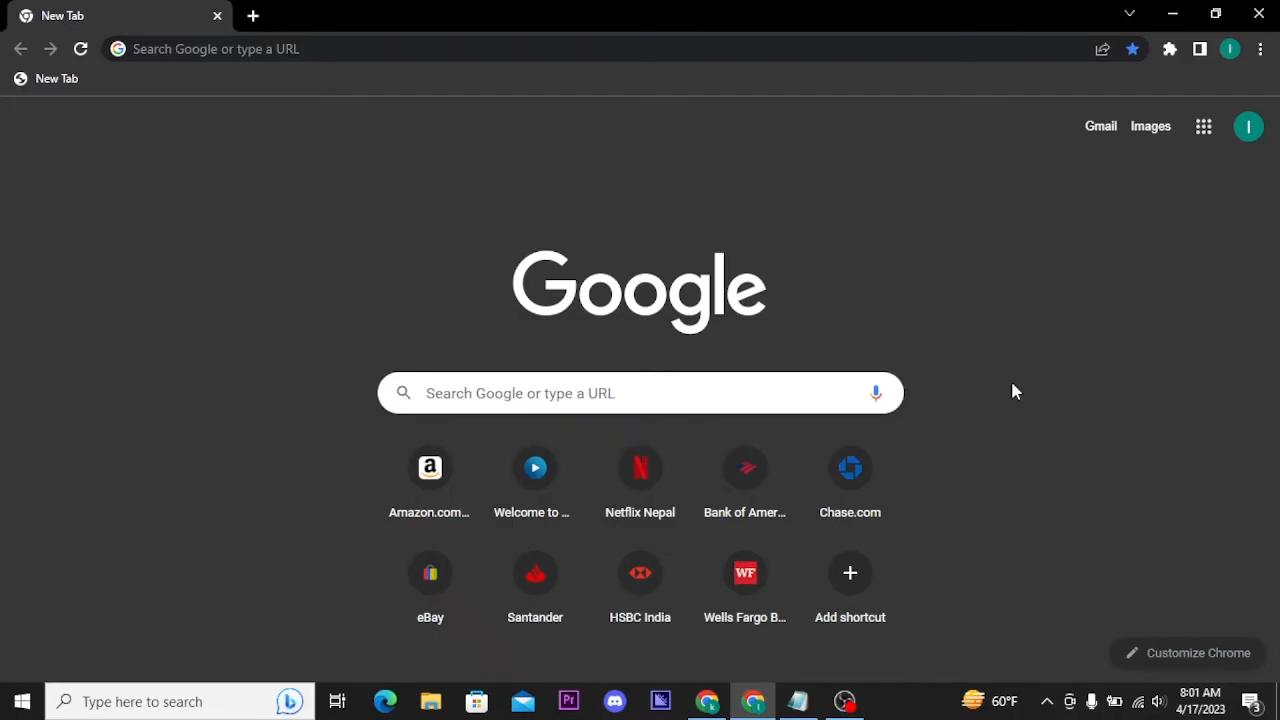 New Tab
Search Google or type a URL
I
New Tab
Gmail Images I
Google
Search Google or type a URL
a
Amazon.com... Welcome to ... Netflix Nepal Bank of Amer... Chase.com
WF
eBay Santander HSBC India Wells Fargo B... Add shortcut
Customize Chrome
Type here to search
Pr
60°F
8:01 AM
4/17/2023
3